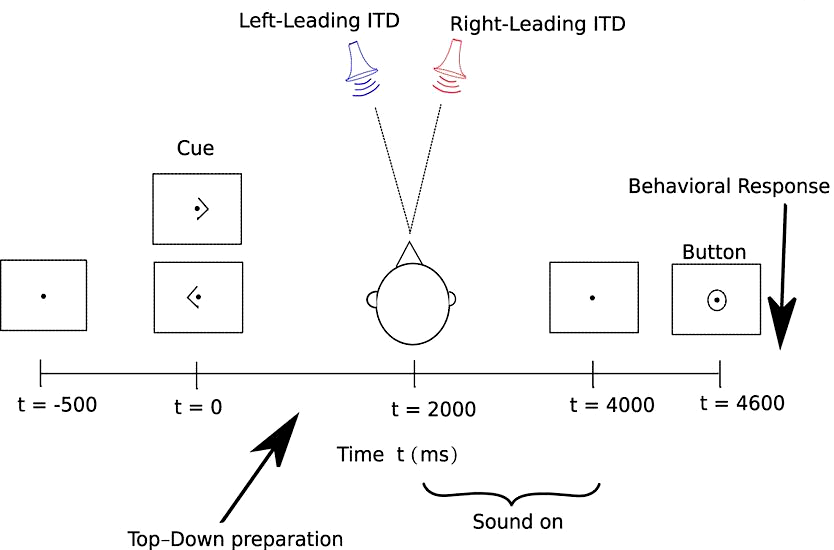 Left-Leading ITD
Right-Leading ITD
Cue
Behavioral Response
Button
t = -500
t = 0
t = 2000
t = 4000
t = 4600
Time t (ms)
Sound on
Top-Down preparation